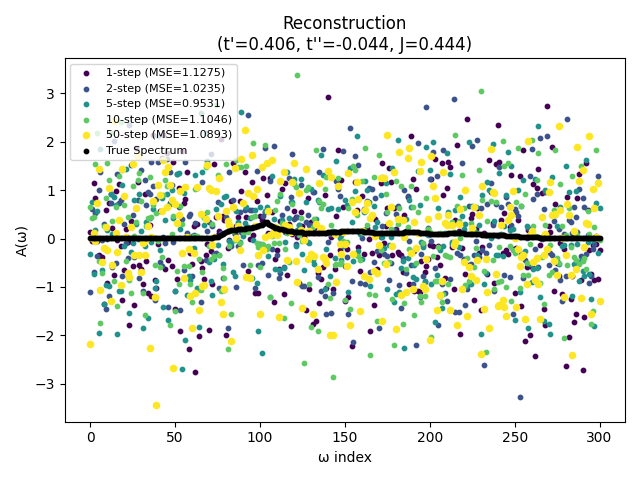 Reconstruction
(t'=0.406, t''=-0.044, J=0.444)
1-step (MSE=1.1275)
2-step (MSE=1.0235)
5-step (MSE=0.9531)
10-step (MSE=1.1046)
50-step (MSE=1.0893)
True Spectrum
A(ω)
3
2
1
0
−1
−2
−3
0 50 100 150 200 250 300
ω index